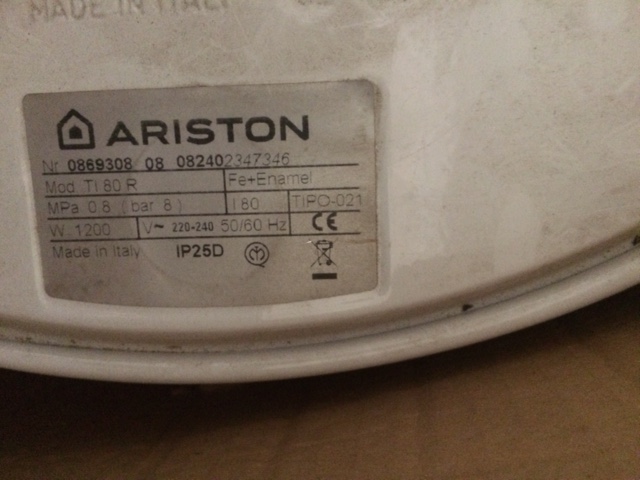 MADE IN ITALY
ARISTON
Nr. 0869308 08 082402347346
Mod. TI 80 R Fe+Enamel
MPa 0.8 (bar 8) l 80 TIPO-021
W 1200 V~ 220-240 50/60 Hz CE
Made in Italy IP25D